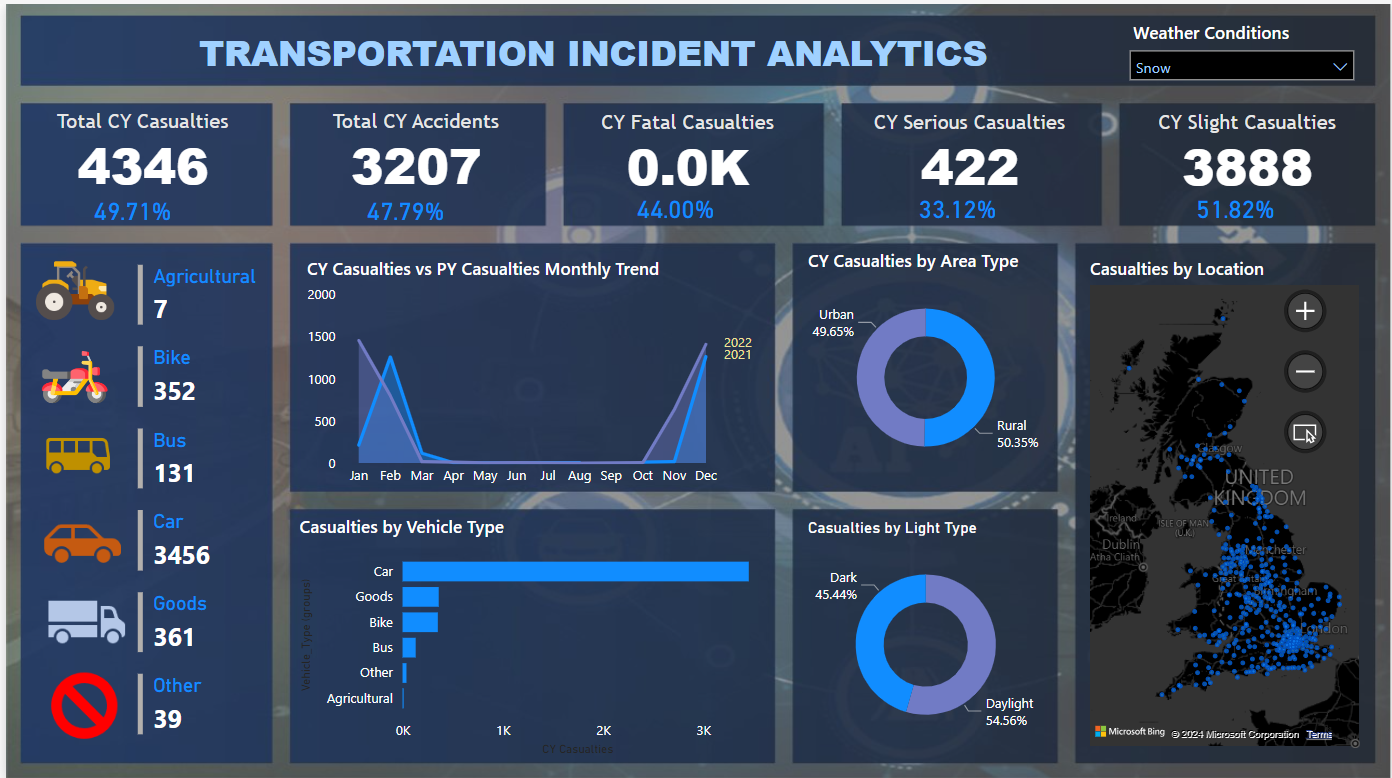 TRANSPORTATION INCIDENT ANALYTICS
Weather Conditions
Snow
Total CY Casualties
4346
49.71%
Total CY Accidents
3207
47.79%
CY Fatal Casualties
0.0K
44.00%
CY Serious Casualties
422
33.12%
CY Slight Casualties
3888
51.82%
Agricultural
7
Bike
352
Bus
131
Car
3456
Goods
361
Other
39
CY Casualties vs PY Casualties Monthly Trend
2000
1500
1000
500
0
2022
2021
Jan Feb Mar Apr May Jun Jul Aug Sep Oct Nov Dec
Casualties by Vehicle Type
Vehicle_Type (groups)
Car
Goods
Bike
Bus
Other
Agricultural
0K 1K 2K 3K
CY Casualties
CY Casualties by Area Type
Urban
49.65%
Rural
50.35%
Casualties by Light Type
Dark
45.44%
Daylight
54.56%
Casualties by Location
Glasgow
UNITED
KINGDOM
Ireland
ISLE OF MAN
(U.K.)
Dublin
Atha Cliath
Manchester
Great Britain
Birmingham
London
Microsoft Bing
© 2024 Microsoft Corporation Terms